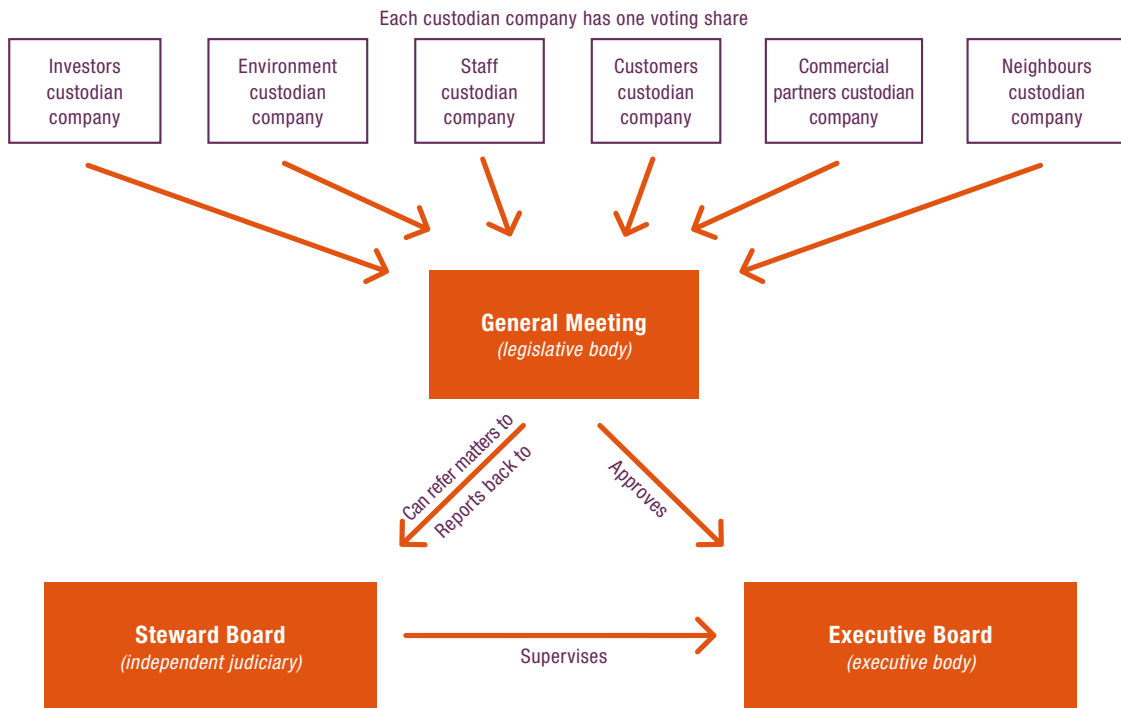 Each custodian company has one voting share
Investors
custodian
company
Environment
custodian
company
Staff
custodian
company
Customers
custodian
company
Commercial
partners custodian
company
Neighbours
custodian
company
General Meeting
(legislative body)
Can refer matters to
Reports back to
Approves
Steward Board
(independent judiciary)
Supervises
Executive Board
(executive body)